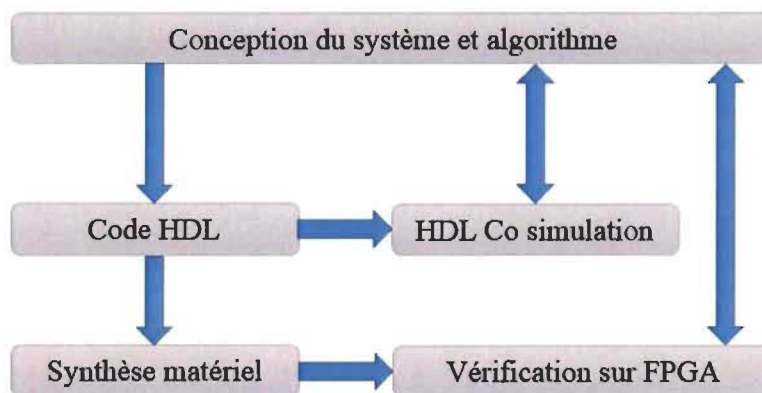 Conception du système et algorithme
Code HDL
HDL Co simulation
Synthèse matériel
Vérification sur FPGA